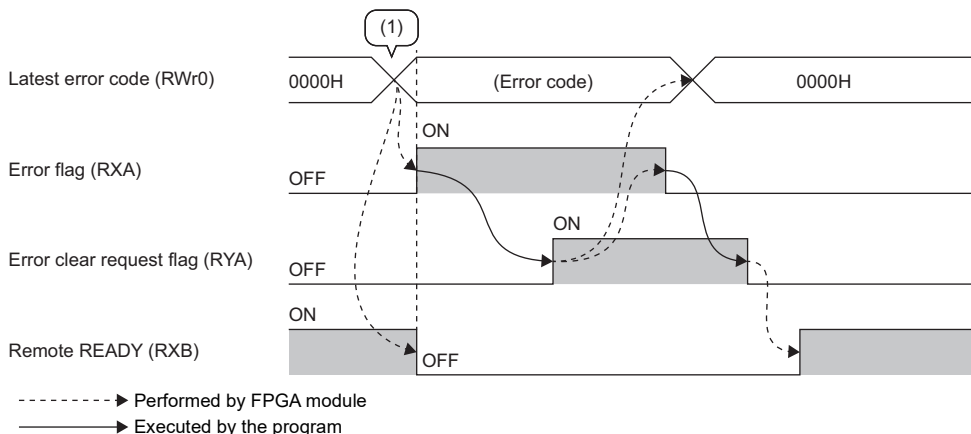 (1)
Latest error code (RWr0)
0000H
(Error code)
0000H
ON
Error flag (RXA)
OFF
ON
Error clear request flag (RYA)
OFF
ON
Remote READY (RXB)
OFF
Performed by FPGA module
Executed by the program